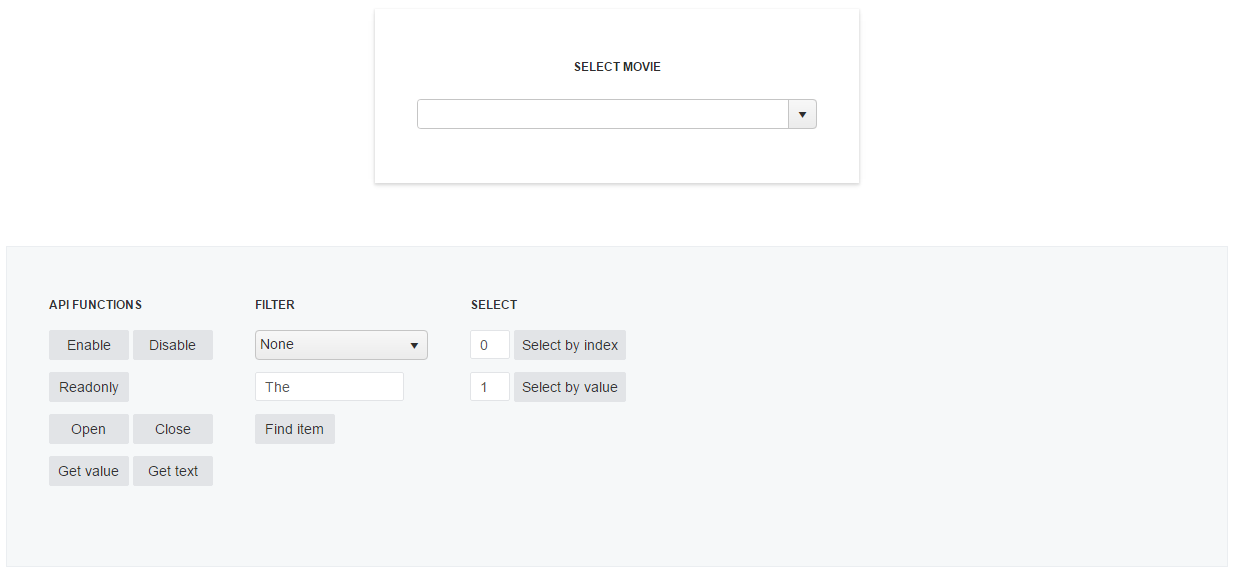 SELECT MOVIE
API FUNCTIONS
Enable Disable
Readonly
Open Close
Get value Get text
FILTER
None
The
Find item
SELECT
0 Select by index
1 Select by value